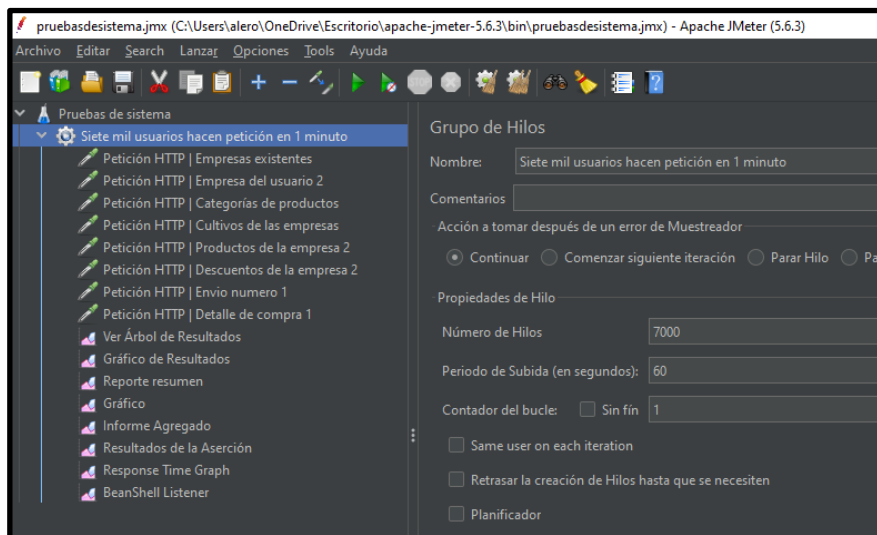 pruebasdesistema.jmx (C:\Users\alero\OneDrive\Escritorio\apache-jmeter-5.6.3\bin\pruebasdesistema.jmx) - Apache JMeter (5.6.3)
Archivo Editar Search Lanzar Opciones Tools Ayuda
STOP
Pruebas de sistema
Siete mil usuarios hacen petición en 1 minuto
Petición HTTP | Empresas existentes
Petición HTTP | Empresa del usuario 2
Petición HTTP | Categorías de productos
Petición HTTP | Cultivos de las empresas
Petición HTTP | Productos de la empresa 2
Petición HTTP | Descuentos de la empresa 2
Petición HTTP | Envio numero 1
Petición HTTP | Detalle de compra 1
Ver Árbol de Resultados
Gráfico de Resultados
Reporte resumen
Gráfico
Informe Agregado
Resultados de la Aserción
Response Time Graph
BeanShell Listener
Grupo de Hilos
Nombre: Siete mil usuarios hacen petición en 1 minuto
Comentarios
Acción a tomar después de un error de Muestreador
Continuar Comenzar siguiente iteración Parar Hilo Pa
Propiedades de Hilo
Número de Hilos 7000
Periodo de Subida (en segundos): 60
Contador del bucle: Sin fín 1
Same user on each iteration
Retrasar la creación de Hilos hasta que se necesiten
Planificador